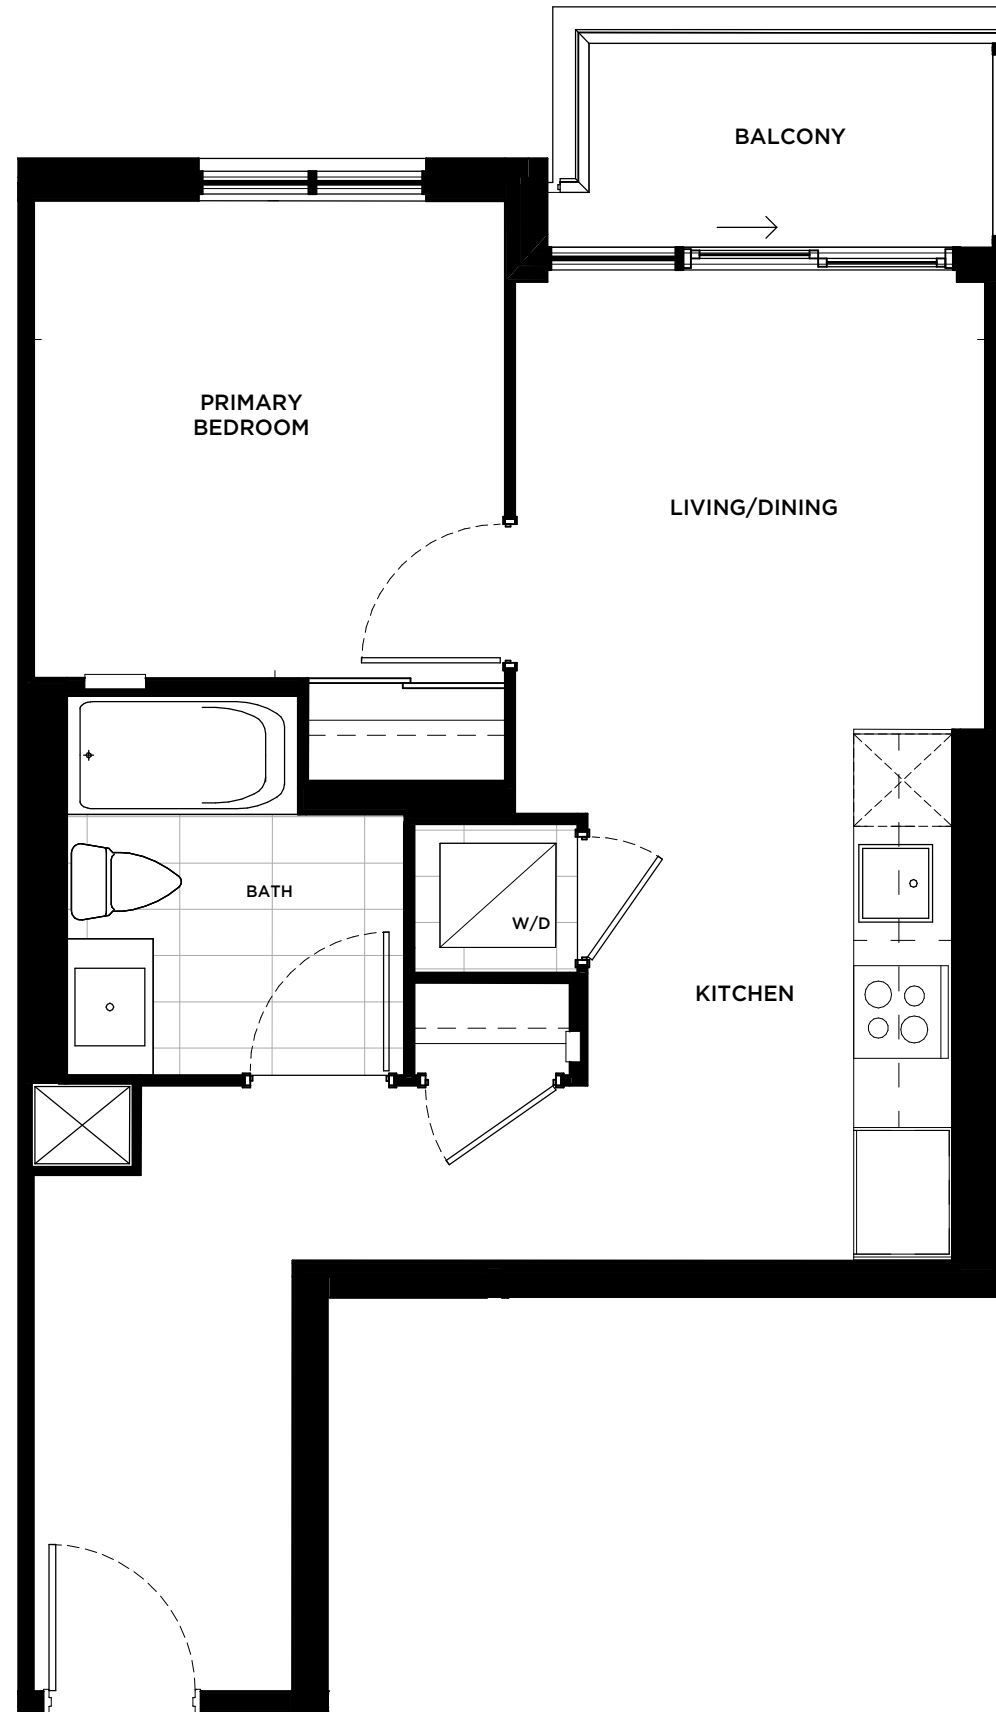 BALCONY
PRIMARY
BEDROOM
LIVING/DINING
BATH
W/D
KITCHEN